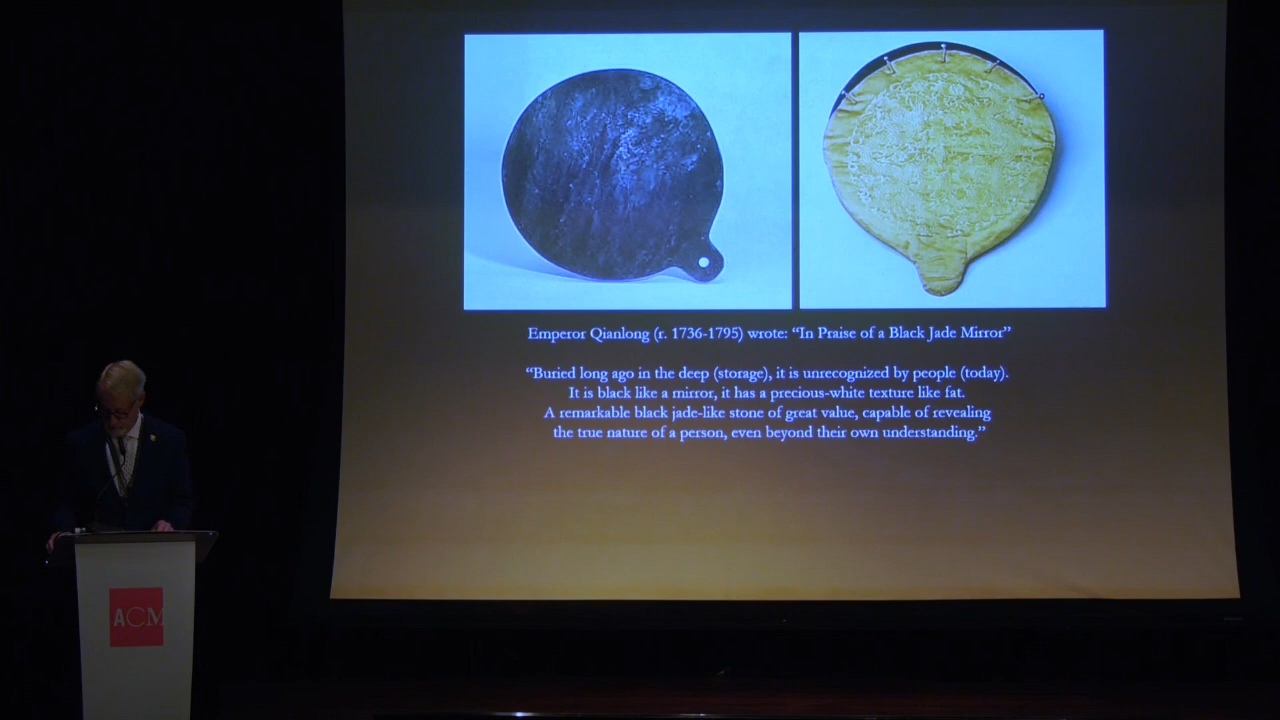 Emperor Qianlong (r. 1736-1795) wrote: “In Praise of a Black Jade Mirror”
“Buried long ago in the deep (storage), it is unrecognized by people (today).
It is black like a mirror, it has a precious-white texture like fat.
A remarkable black jade-like stone of great value, capable of revealing
the true nature of a person, even beyond their own understanding.”
ACM